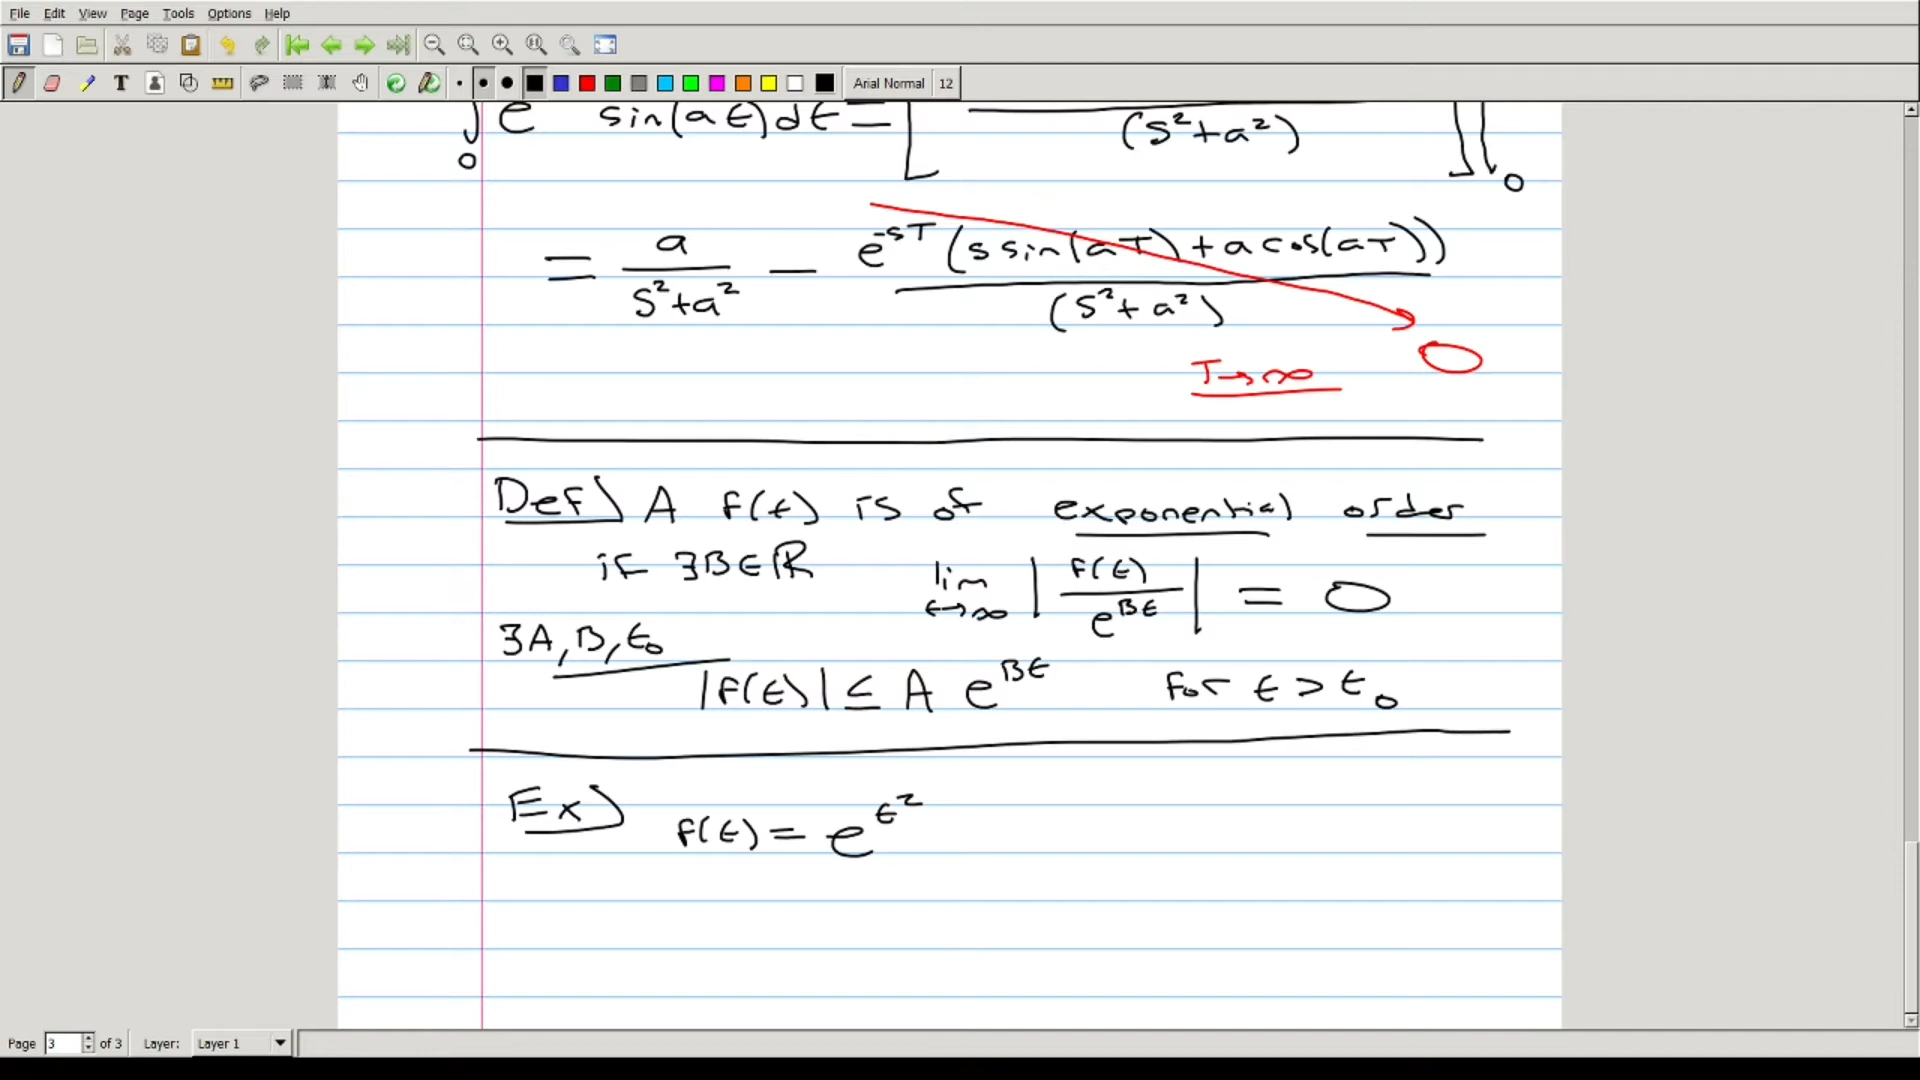 File Edit View Page Tools Options Help
T Arial Normal 12
∫ 0 e sin(at)dt = [ (s²+a²) ] | 0
= a/(s²+a²) − e^(-sT) (s sin(aT) + a cos(aT)) / (s²+a²)
T→∞ 0
Def) A f(t) is of exponential order
if ∃B∈ℝ lim t→∞ | f(t) / e^(Bt) | = 0
∃A, B, t₀
|f(t)| ≤ A e^(Bt) for t > t₀
Ex) f(t) = e^(t²)
Page 3 of 3 Layer: Layer 1